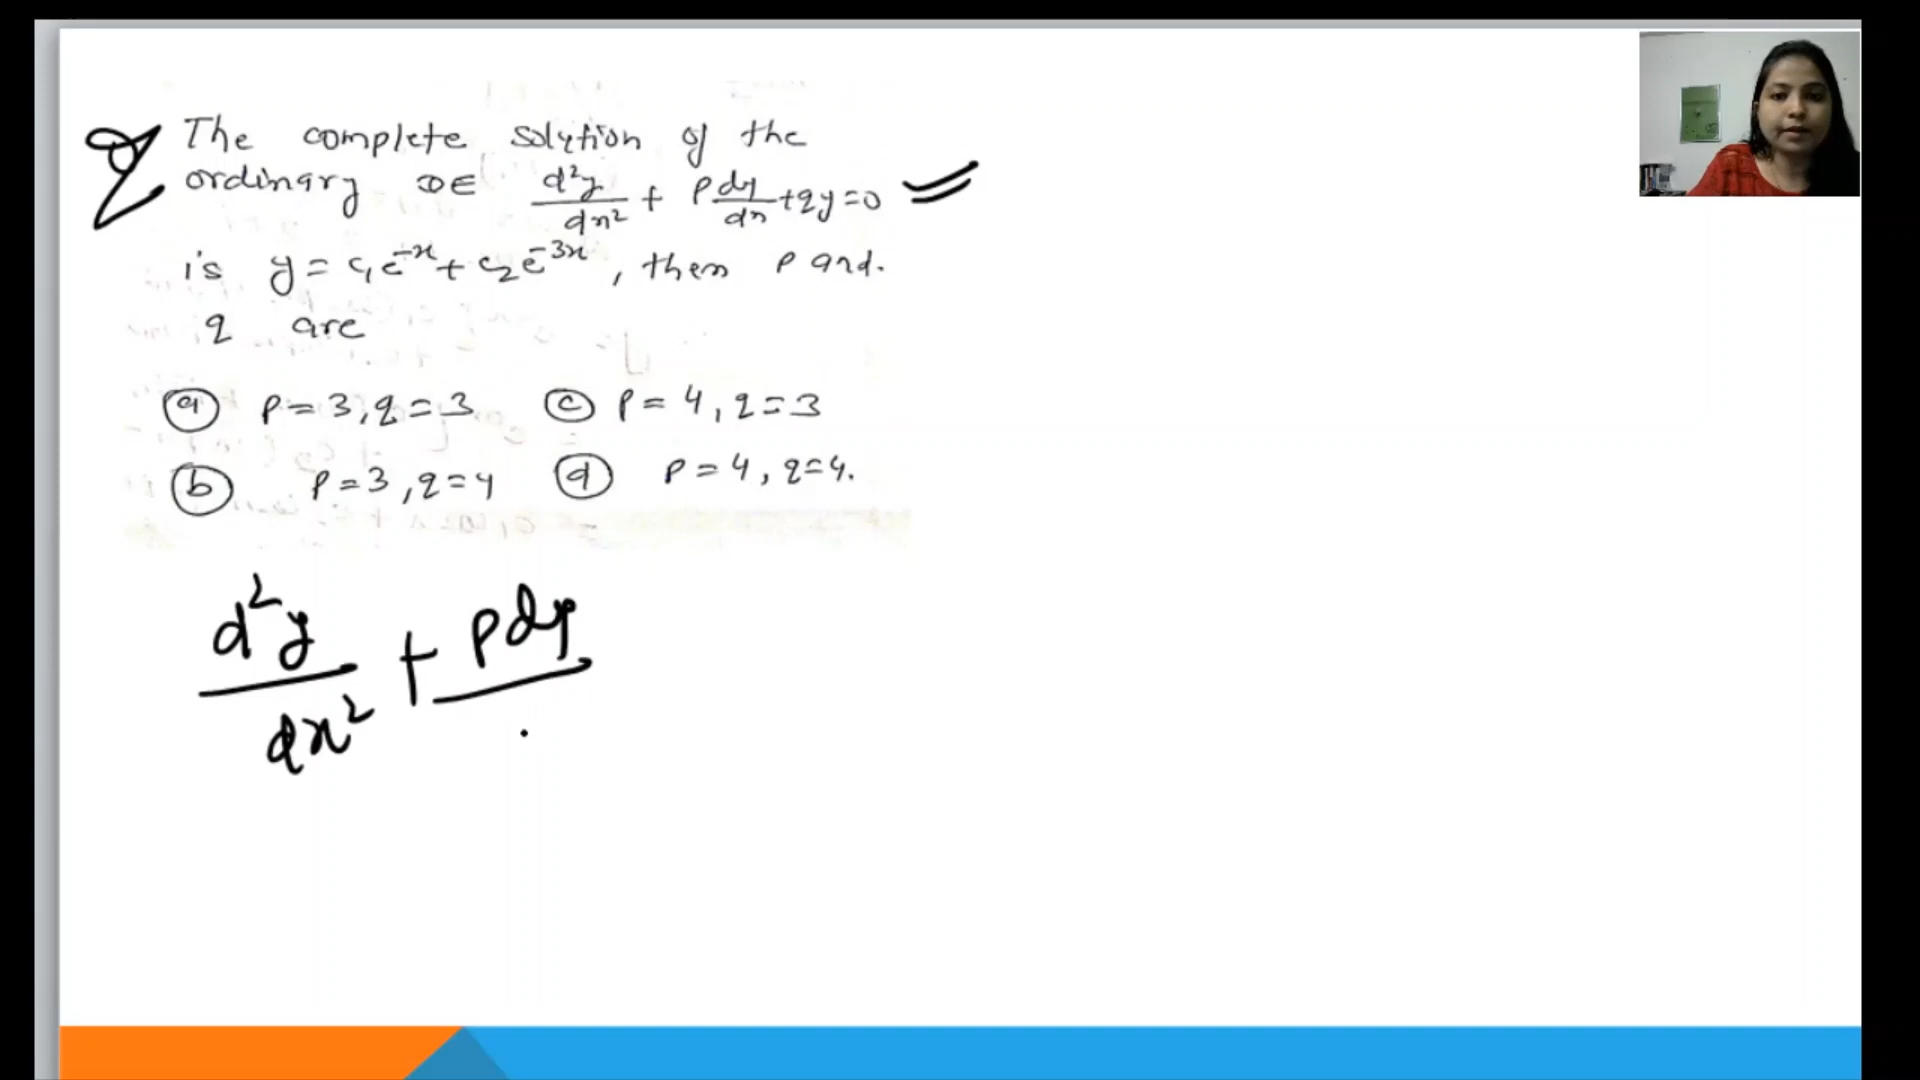 The complete solution of the
ordinary DE d²y/dx² + P dy/dx + qy = 0
is y = c₁e⁻ˣ + c₂e⁻³ˣ, then P and.
q are
(a) P = 3, q = 3 (c) P = 4, q = 3
(b) P = 3, q = 4 (d) P = 4, q = 4.
d²y/dx² + pdy